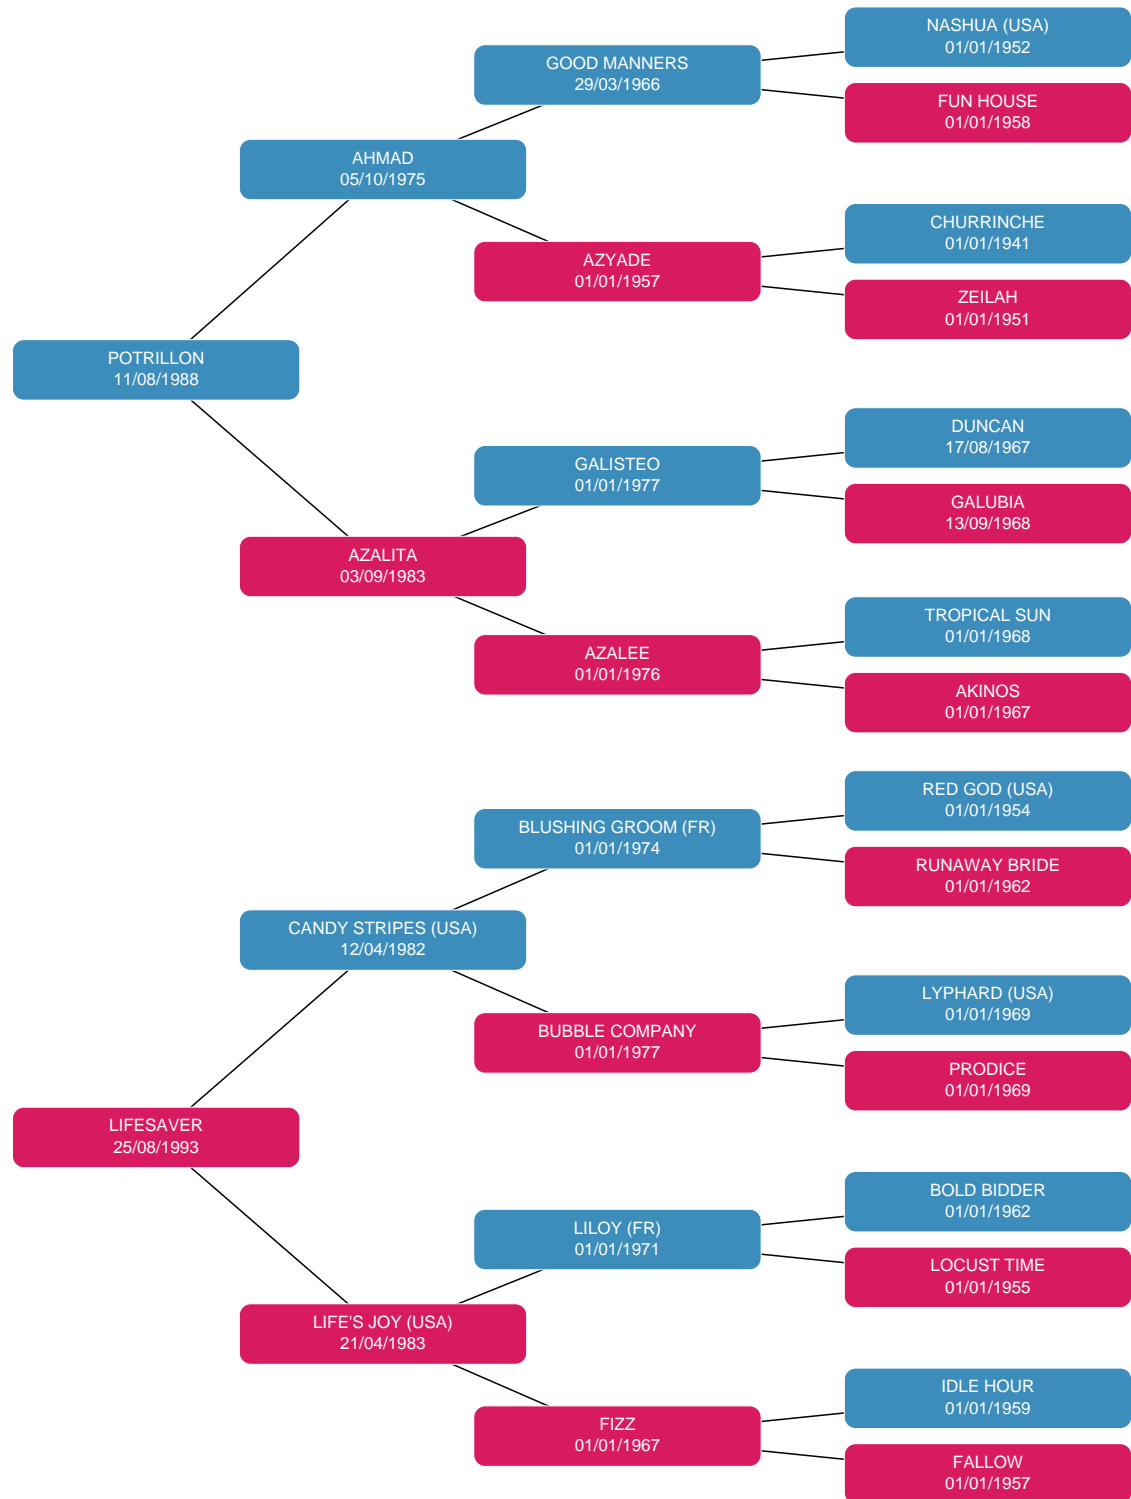 NASHUA (USA)
01/01/1952
GOOD MANNERS
29/03/1966
FUN HOUSE
01/01/1958
AHMAD
05/10/1975
CHURRINCHE
01/01/1941
AZYADE
01/01/1957
ZEILAH
01/01/1951
POTRILLON
11/08/1988
DUNCAN
17/08/1967
GALISTEO
01/01/1977
GALUBIA
13/09/1968
AZALITA
03/09/1983
TROPICAL SUN
01/01/1968
AZALEE
01/01/1976
AKINOS
01/01/1967
RED GOD (USA)
01/01/1954
BLUSHING GROOM (FR)
01/01/1974
RUNAWAY BRIDE
01/01/1962
CANDY STRIPES (USA)
12/04/1982
LYPHARD (USA)
01/01/1969
BUBBLE COMPANY
01/01/1977
PRODICE
01/01/1969
LIFESAVER
25/08/1993
BOLD BIDDER
01/01/1962
LILOY (FR)
01/01/1971
LOCUST TIME
01/01/1955
LIFE'S JOY (USA)
21/04/1983
IDLE HOUR
01/01/1959
FIZZ
01/01/1967
FALLOW
01/01/1957